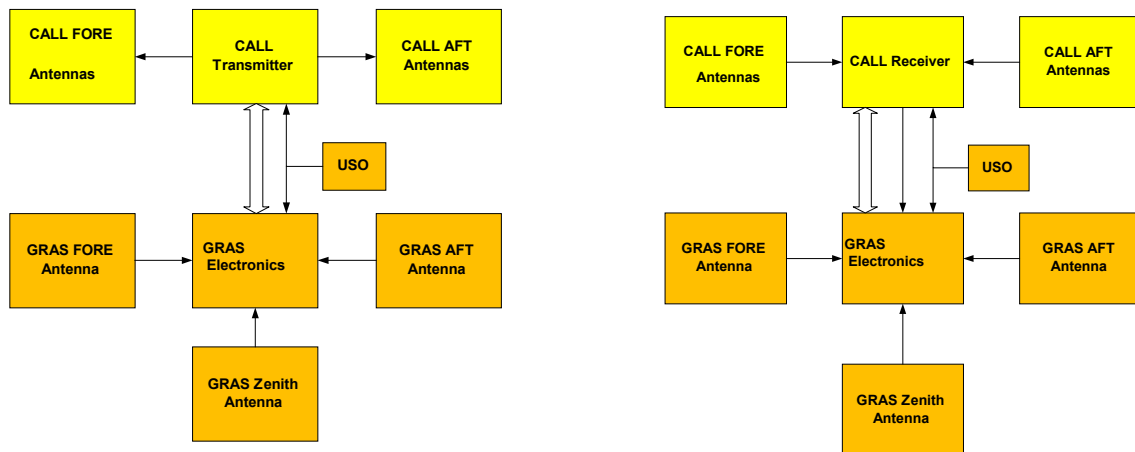 CALL FORE
Antennas
CALL
Transmitter
CALL AFT
Antennas
USO
GRAS FORE
Antenna
GRAS
Electronics
GRAS AFT
Antenna
GRAS Zenith
Antenna
CALL FORE
Antennas
CALL Receiver
CALL AFT
Antennas
USO
GRAS FORE
Antenna
GRAS
Electronics
GRAS AFT
Antenna
GRAS Zenith
Antenna